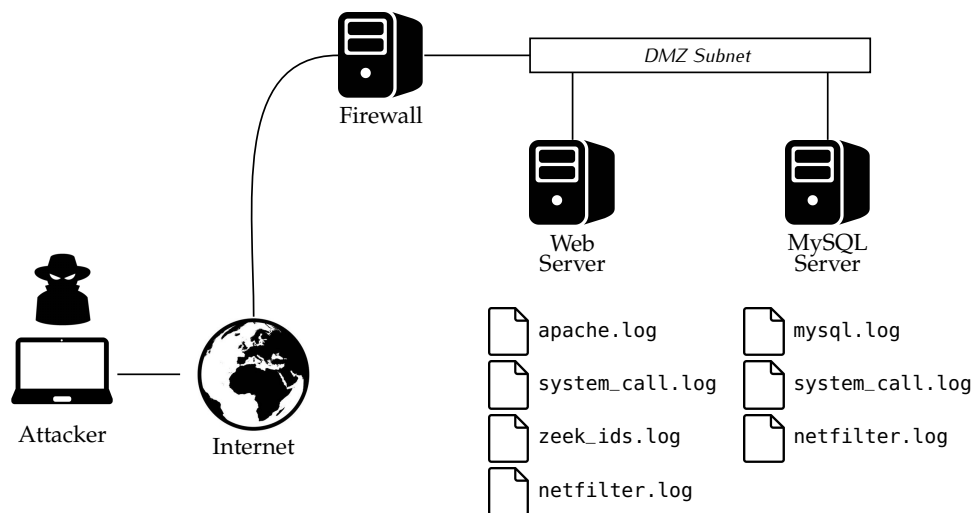 DMZ Subnet
Firewall
Web
Server
MySQL
Server
Attacker
Internet
apache.log
system_call.log
zeek_ids.log
netfilter.log
mysql.log
system_call.log
netfilter.log